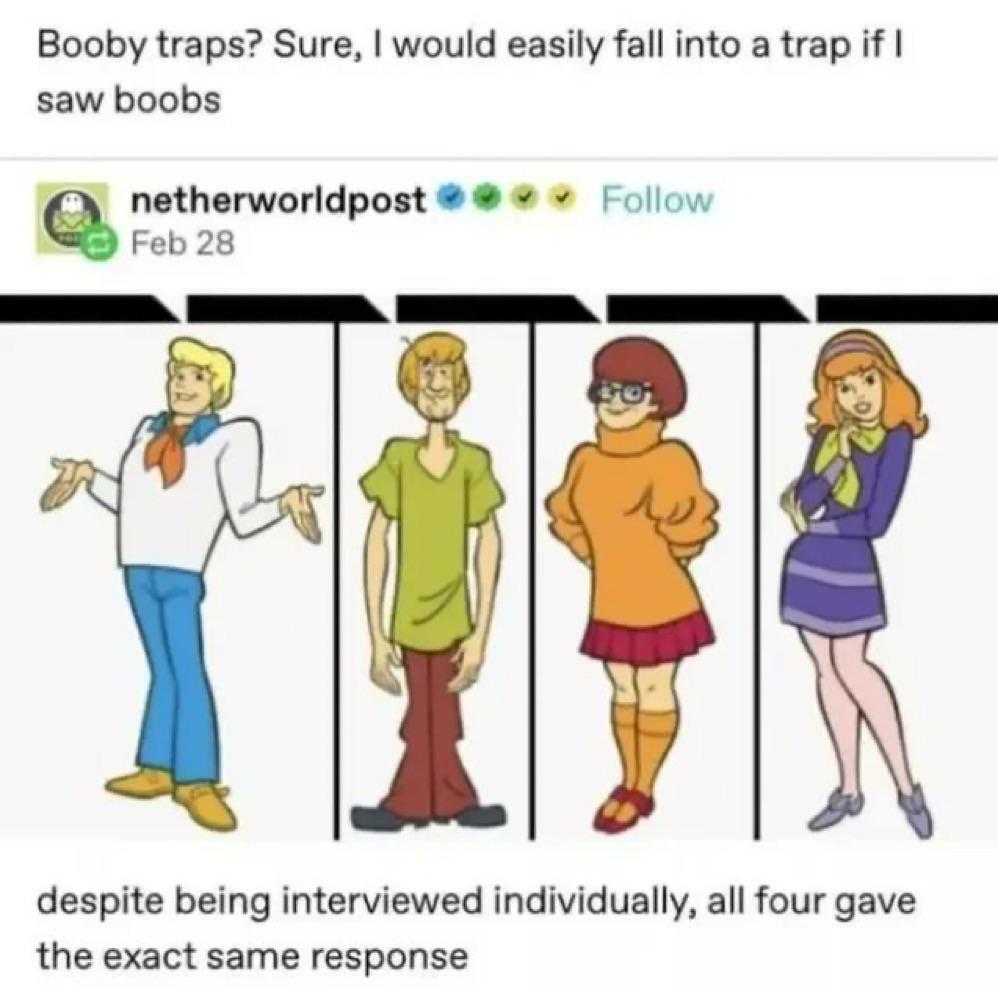 Booby traps? Sure, I would easily fall into a trap if I
saw boobs
netherworldpost Follow
Feb 28
despite being interviewed individually, all four gave
the exact same response